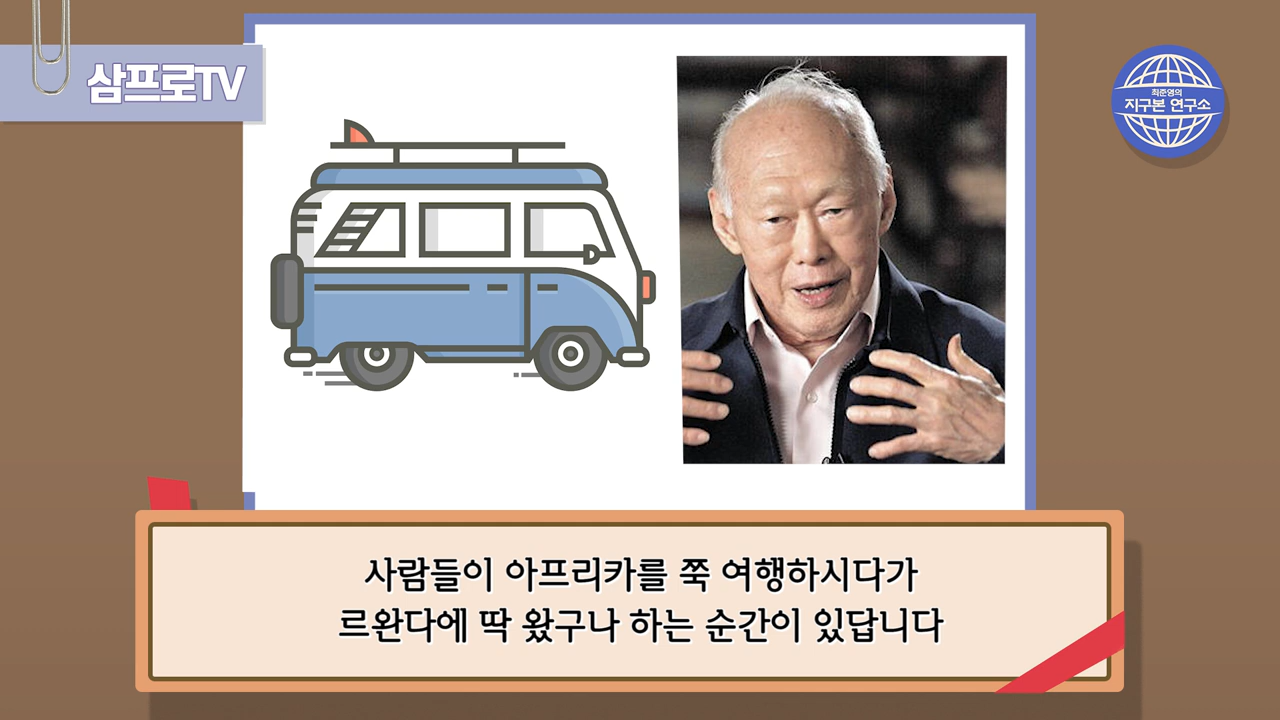 삼프로TV
최준영의
지구본 연구소
사람들이 아프리카를 쭉 여행하시다가
르완다에 딱 왔구나 하는 순간이 있답니다